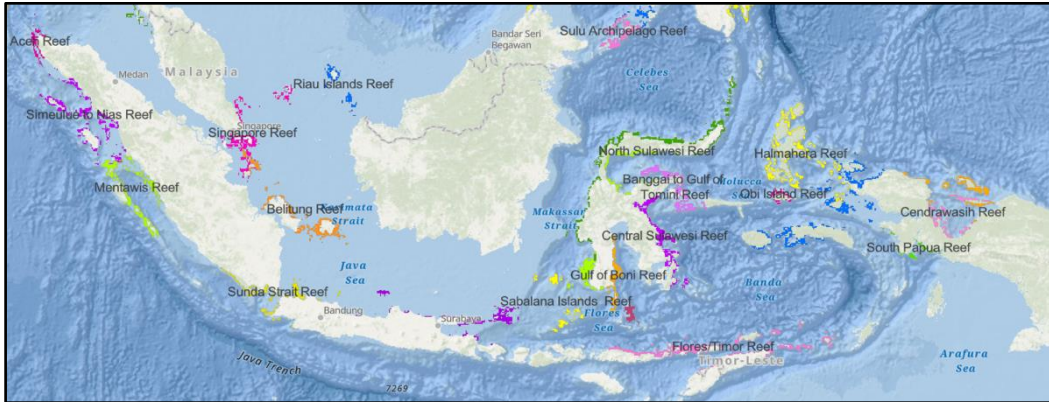 Sulu Archipelago Reef
Bandar Seri
Begawan
Aceh Reef
Malaysia
Medan
Riau Islands Reef
Celebes
Sea
Simeulue to Nias Reef
Singapore
Singapore Reef
North Sulawesi Reef
Halmahera Reef
Mentawis Reef
Banggai to Gulf of
Tomini Reef
Molucca
Sea
Obi Island Reef
Belitung Reef
Karimata
Strait
Makassar
Strait
Cendrawasih Reef
Central Sulawesi Reef
South Papua Reef
Java
Sea
Gulf of Boni Reef
Banda
Sea
Sunda Strait Reef
Sabalana Islands Reef
Bandung
Surabaya
Flores
Sea
Flores/Timor Reef
Timor-Leste
Java Trench
7269
Arafura
Sea